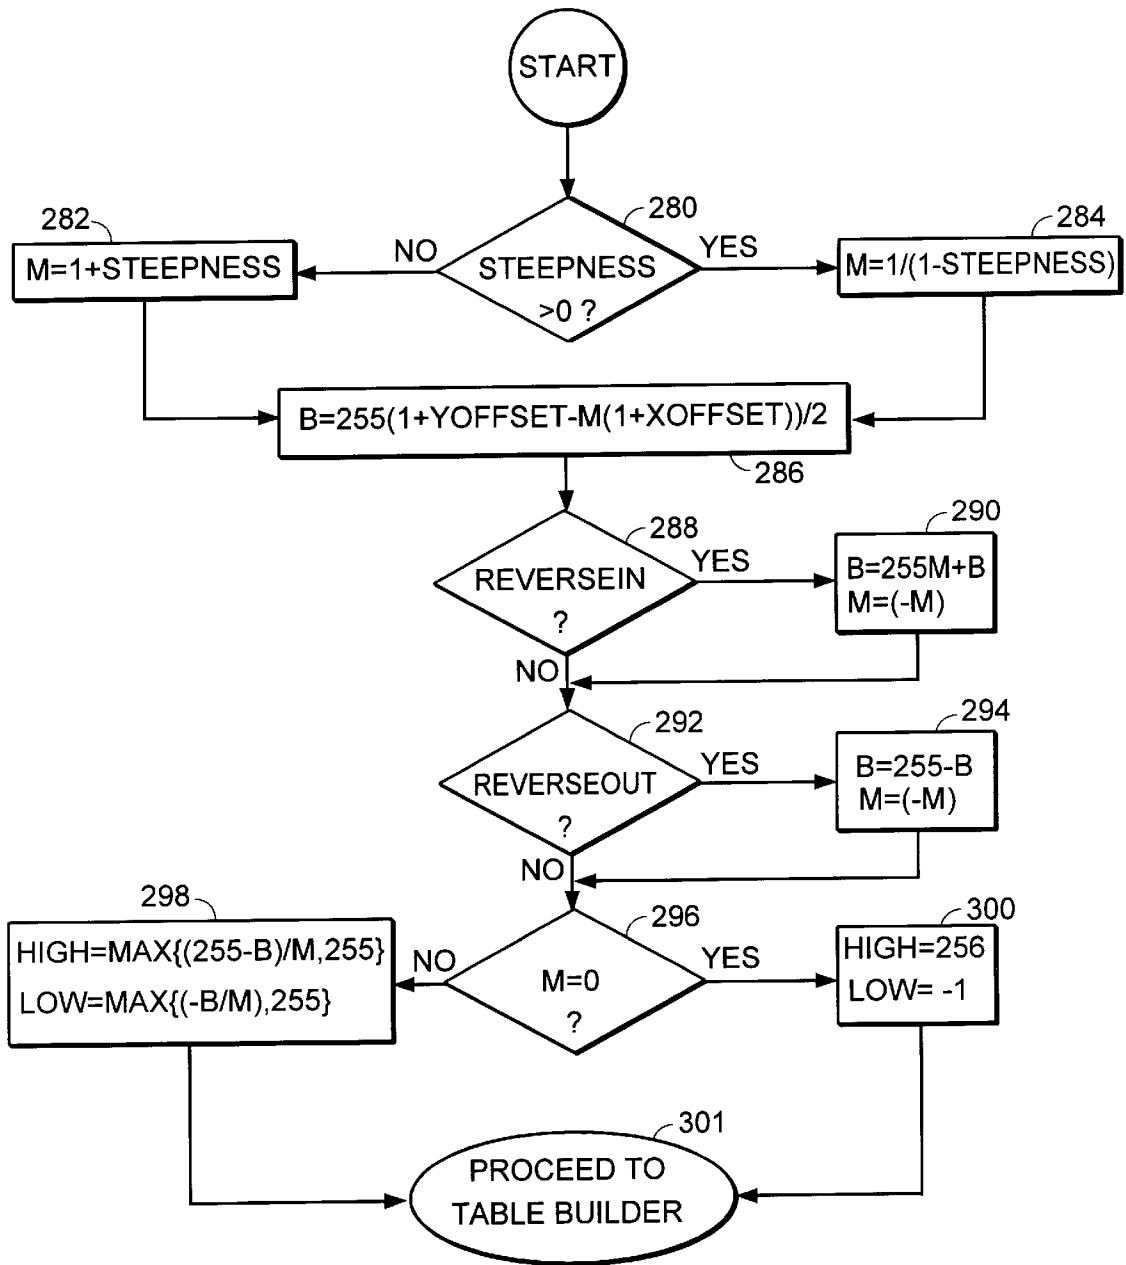 START
280
STEEPNESS
>0 ?
NO
YES
282
M=1+STEEPNESS
284
M=1/(1-STEEPNESS)
B=255(1+YOFFSET-M(1+XOFFSET))/2
286
288
REVERSEIN
?
YES
NO
290
B=255M+B
M=(-M)
292
REVERSEOUT
?
YES
NO
294
B=255-B
M=(-M)
296
M=0
?
NO
YES
298
HIGH=MAX{(255-B)/M,255}
LOW=MAX{(-B/M),255}
300
HIGH=256
LOW= -1
301
PROCEED TO
TABLE BUILDER